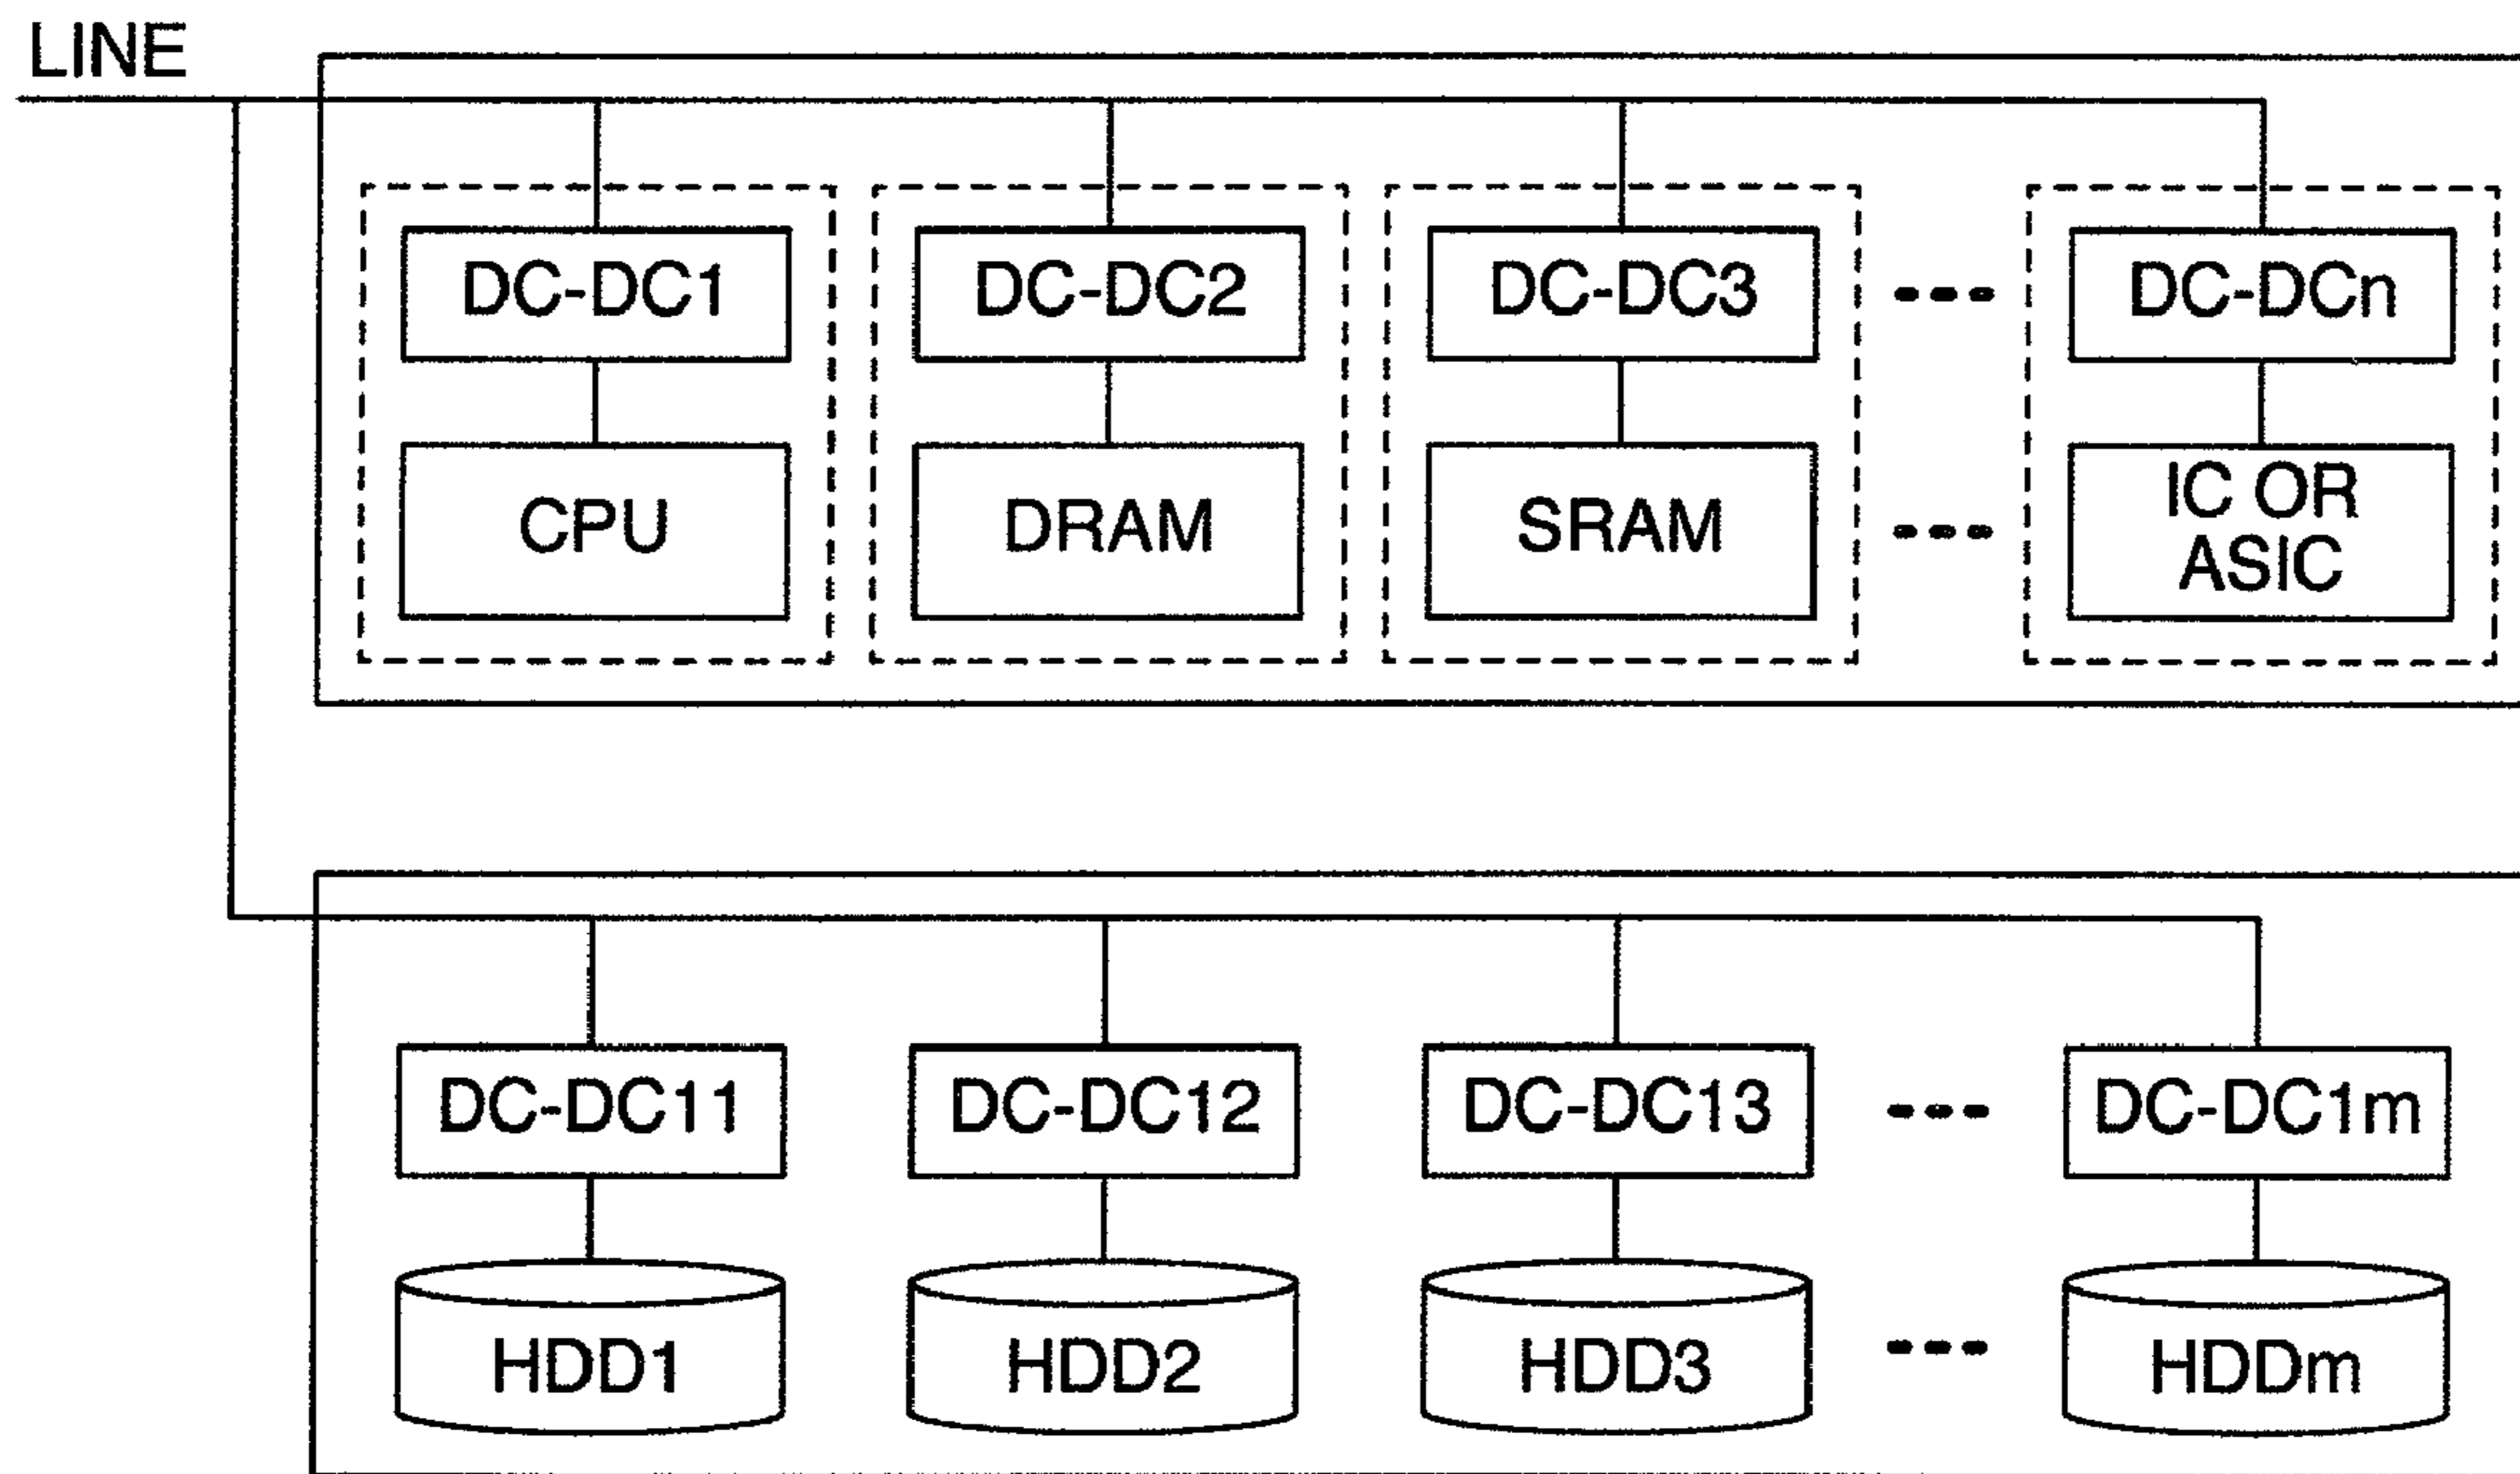 LINE
DC-DC1
DC-DC2
DC-DC3
DC-DCn
CPU
DRAM
SRAM
IC OR
ASIC
DC-DC11
DC-DC12
DC-DC13
DC-DC1m
HDD1
HDD2
HDD3
HDDm